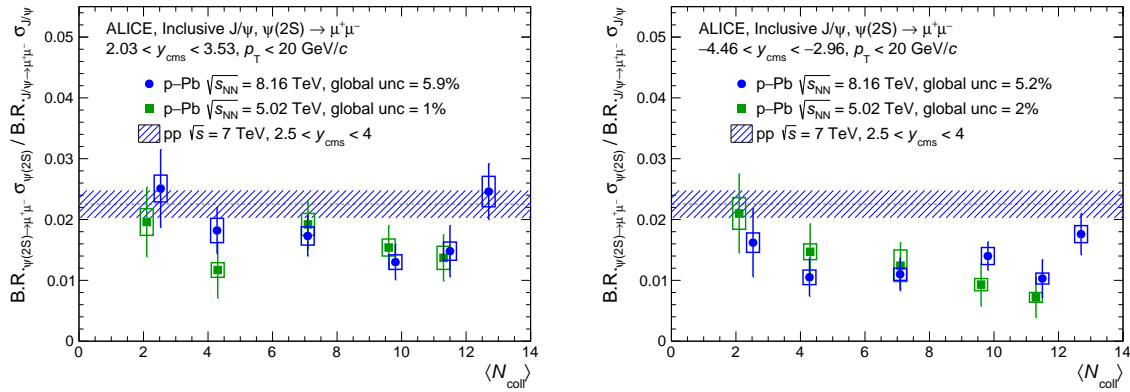 ALICE, Inclusive J/ψ, ψ(2S) → μ⁺μ⁻
2.03 < y_cms < 3.53, p_T < 20 GeV/c
p–Pb √s_NN = 8.16 TeV, global unc = 5.9%
p–Pb √s_NN = 5.02 TeV, global unc = 1%
pp √s = 7 TeV, 2.5 < y_cms < 4
B.R._ψ(2S)→μ⁺μ⁻ σ_ψ(2S) / B.R._J/ψ→μ⁺μ⁻ σ_J/ψ
0.05
0.04
0.03
0.02
0.01
0
0 2 4 6 8 10 12 14
⟨N_coll⟩
ALICE, Inclusive J/ψ, ψ(2S) → μ⁺μ⁻
−4.46 < y_cms < −2.96, p_T < 20 GeV/c
p–Pb √s_NN = 8.16 TeV, global unc = 5.2%
p–Pb √s_NN = 5.02 TeV, global unc = 2%
pp √s = 7 TeV, 2.5 < y_cms < 4
B.R._ψ(2S)→μ⁺μ⁻ σ_ψ(2S) / B.R._J/ψ→μ⁺μ⁻ σ_J/ψ
0.05
0.04
0.03
0.02
0.01
0
0 2 4 6 8 10 12 14
⟨N_coll⟩